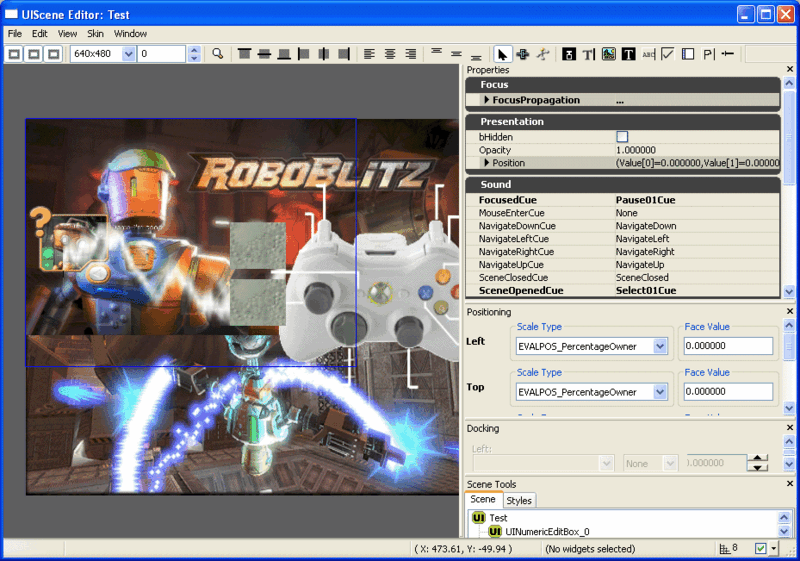 UIScene Editor: Test
File Edit View Skin Window
640x480 0 T T ABC P
Properties
Focus
FocusPropagation ...
Presentation
bHidden
Opacity 1.000000
Position (Value[0]=0.000000,Value[1]=0.00000
Sound
FocusedCue Pause01Cue
MouseEnterCue None
NavigateDownCue NavigateDown
NavigateLeftCue NavigateLeft
NavigateRightCue NavigateRight
NavigateUpCue NavigateUp
SceneClosedCue SceneClosed
SceneOpenedCue Select01Cue
ROBOBLITZ
?
Positioning
Scale Type Face Value
Left EVALPOS_PercentageOwner 0.000000
Scale Type Face Value
Top EVALPOS_PercentageOwner 0.000000
Docking
Left:
None 0.000000
Scene Tools
Scene Styles
UI Test
UI UINumericEditBox_0
( X: 473.61, Y: -49.94 ) (No widgets selected) 8